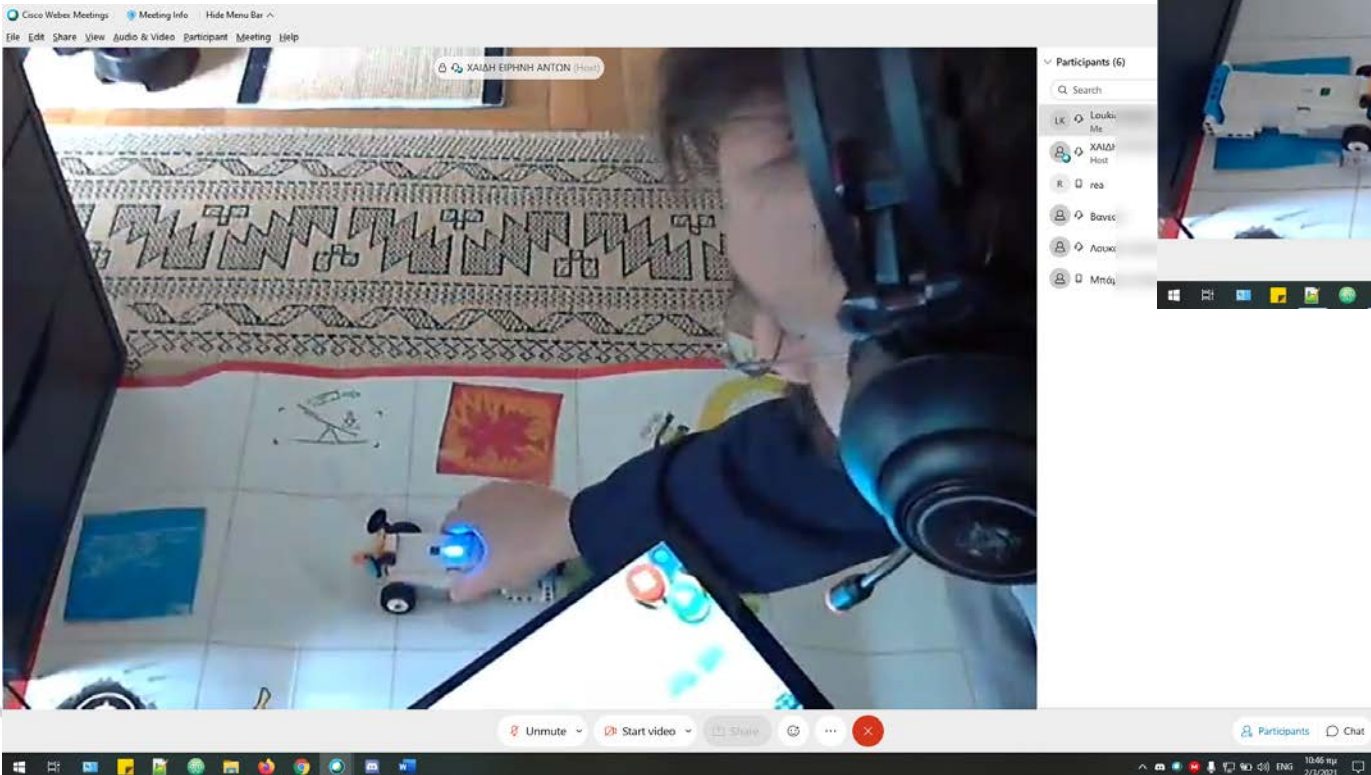 Cisco Webex Meetings Meeting Info Hide Menu Bar
File Edit Share View Audio & Video Participant Meeting Help
ΧΑΙΔΗ ΕΙΡΗΝΗ ΑΝΤΩΝ (Host)
Participants (6)
Search
LK
Me
ΧΑΙΔΗ
Host
R rea
Unmute
Start video
Share
Participants
Chat
ENG
10:46 πμ
2/3/2021